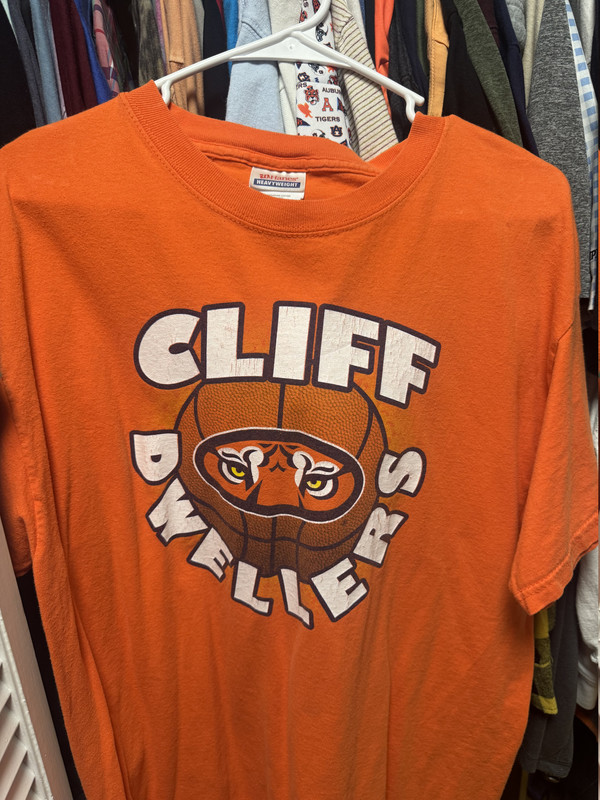 AUBURN
A
TIGERS
HEAVYWEIGHT
CLIFF
DWELLERS